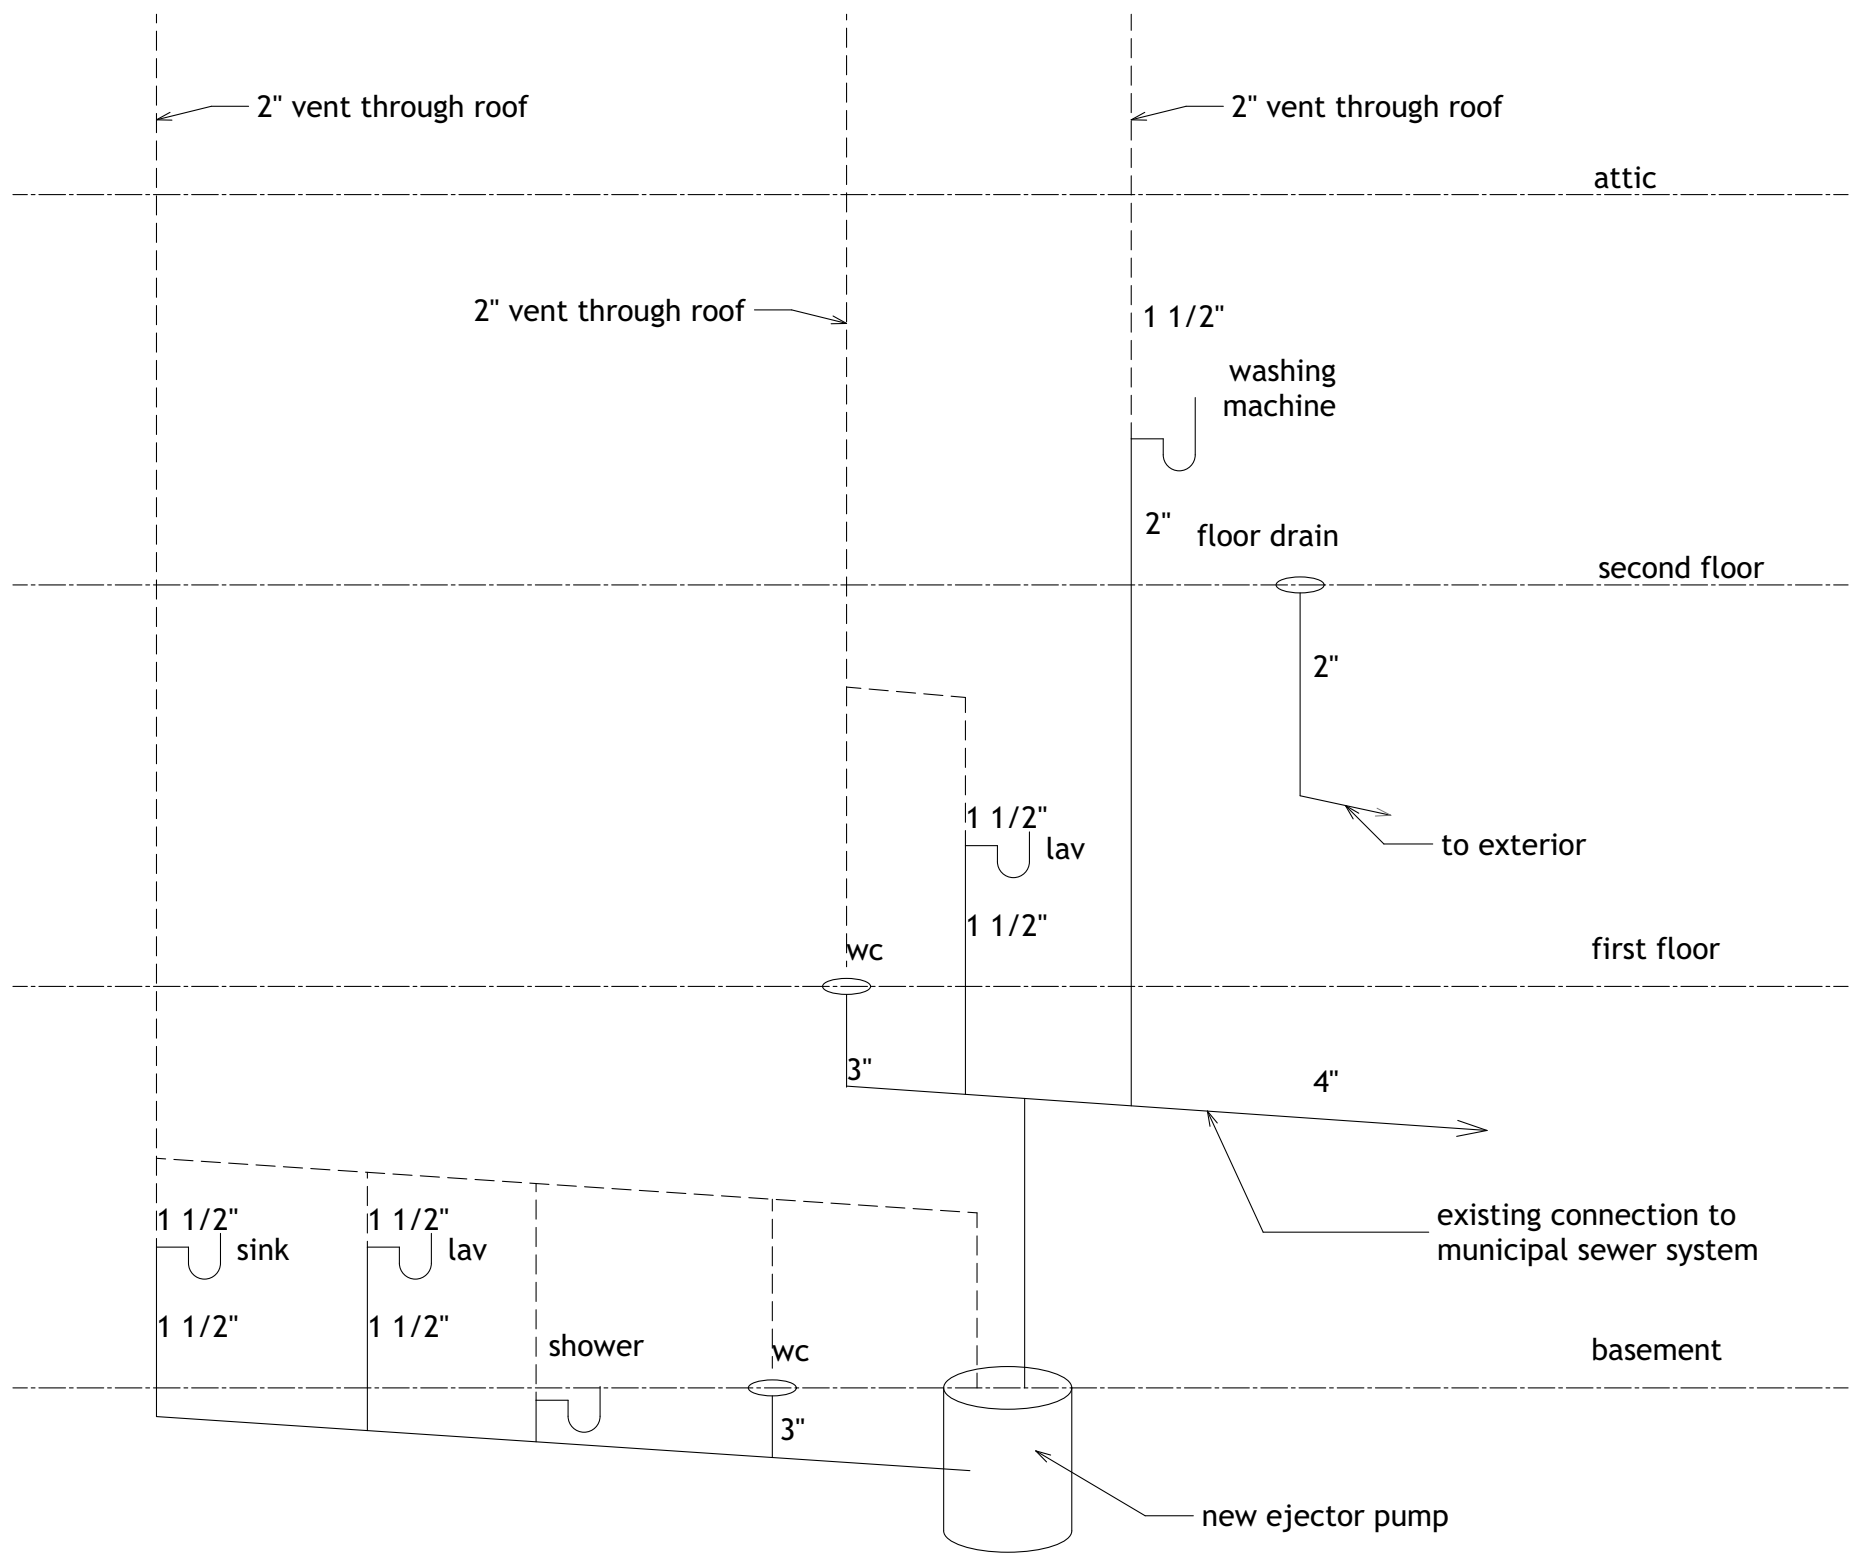 2" vent through roof
2" vent through roof
attic
2" vent through roof
1 1/2"
washing
machine
2"
floor drain
second floor
2"
1 1/2"
lav
to exterior
1 1/2"
wc
first floor
3"
4"
1 1/2"
sink
1 1/2"
lav
existing connection to
municipal sewer system
1 1/2"
1 1/2"
shower
wc
basement
3"
new ejector pump